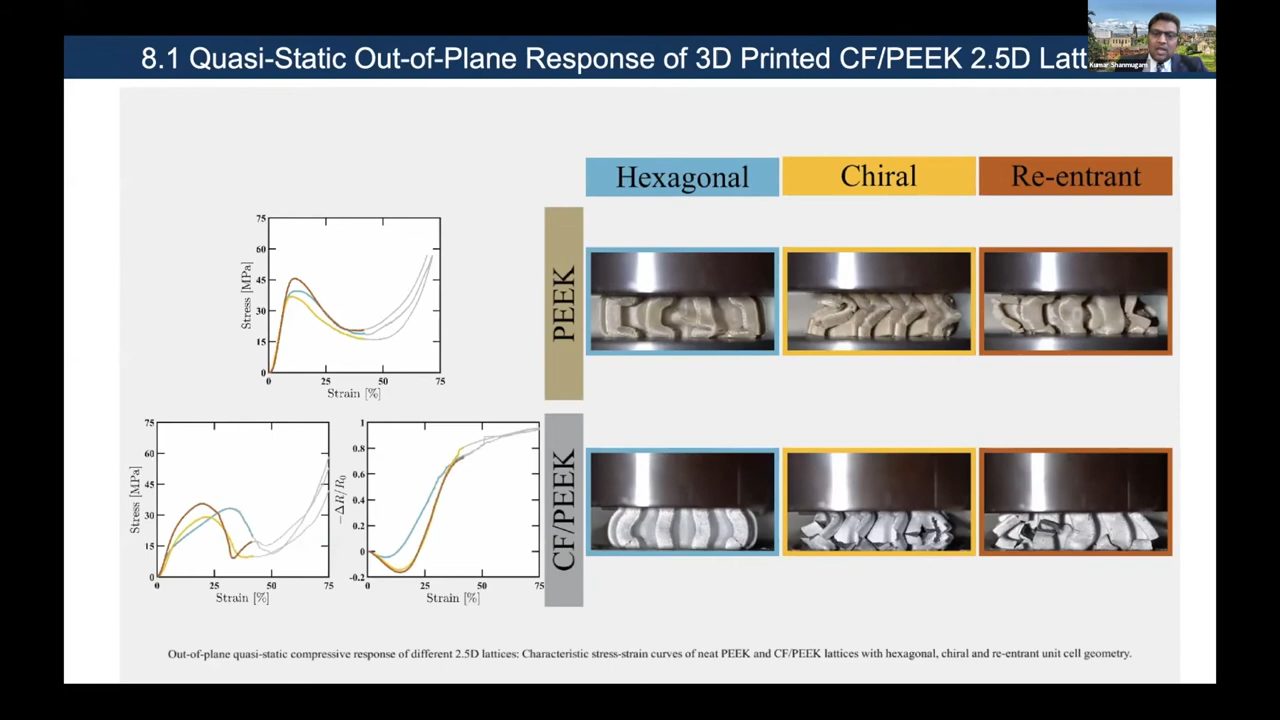 8.1 Quasi-Static Out-of-Plane Response of 3D Printed CF/PEEK 2.5D Latt
Kumar Shanmugam
Hexagonal
Chiral
Re-entrant
PEEK
75
60
45
30
15
0
Stress [MPa]
0
25
50
75
Strain [%]
CF/PEEK
75
60
45
30
15
0
Stress [MPa]
0
25
50
75
Strain [%]
1
0.8
0.6
0.4
0.2
0
-0.2
−ΔR/R₀
0
25
50
75
Strain [%]
Out-of-plane quasi-static compressive response of different 2.5D lattices: Characteristic stress-strain curves of neat PEEK and CF/PEEK lattices with hexagonal, chiral and re-entrant unit cell geometry.